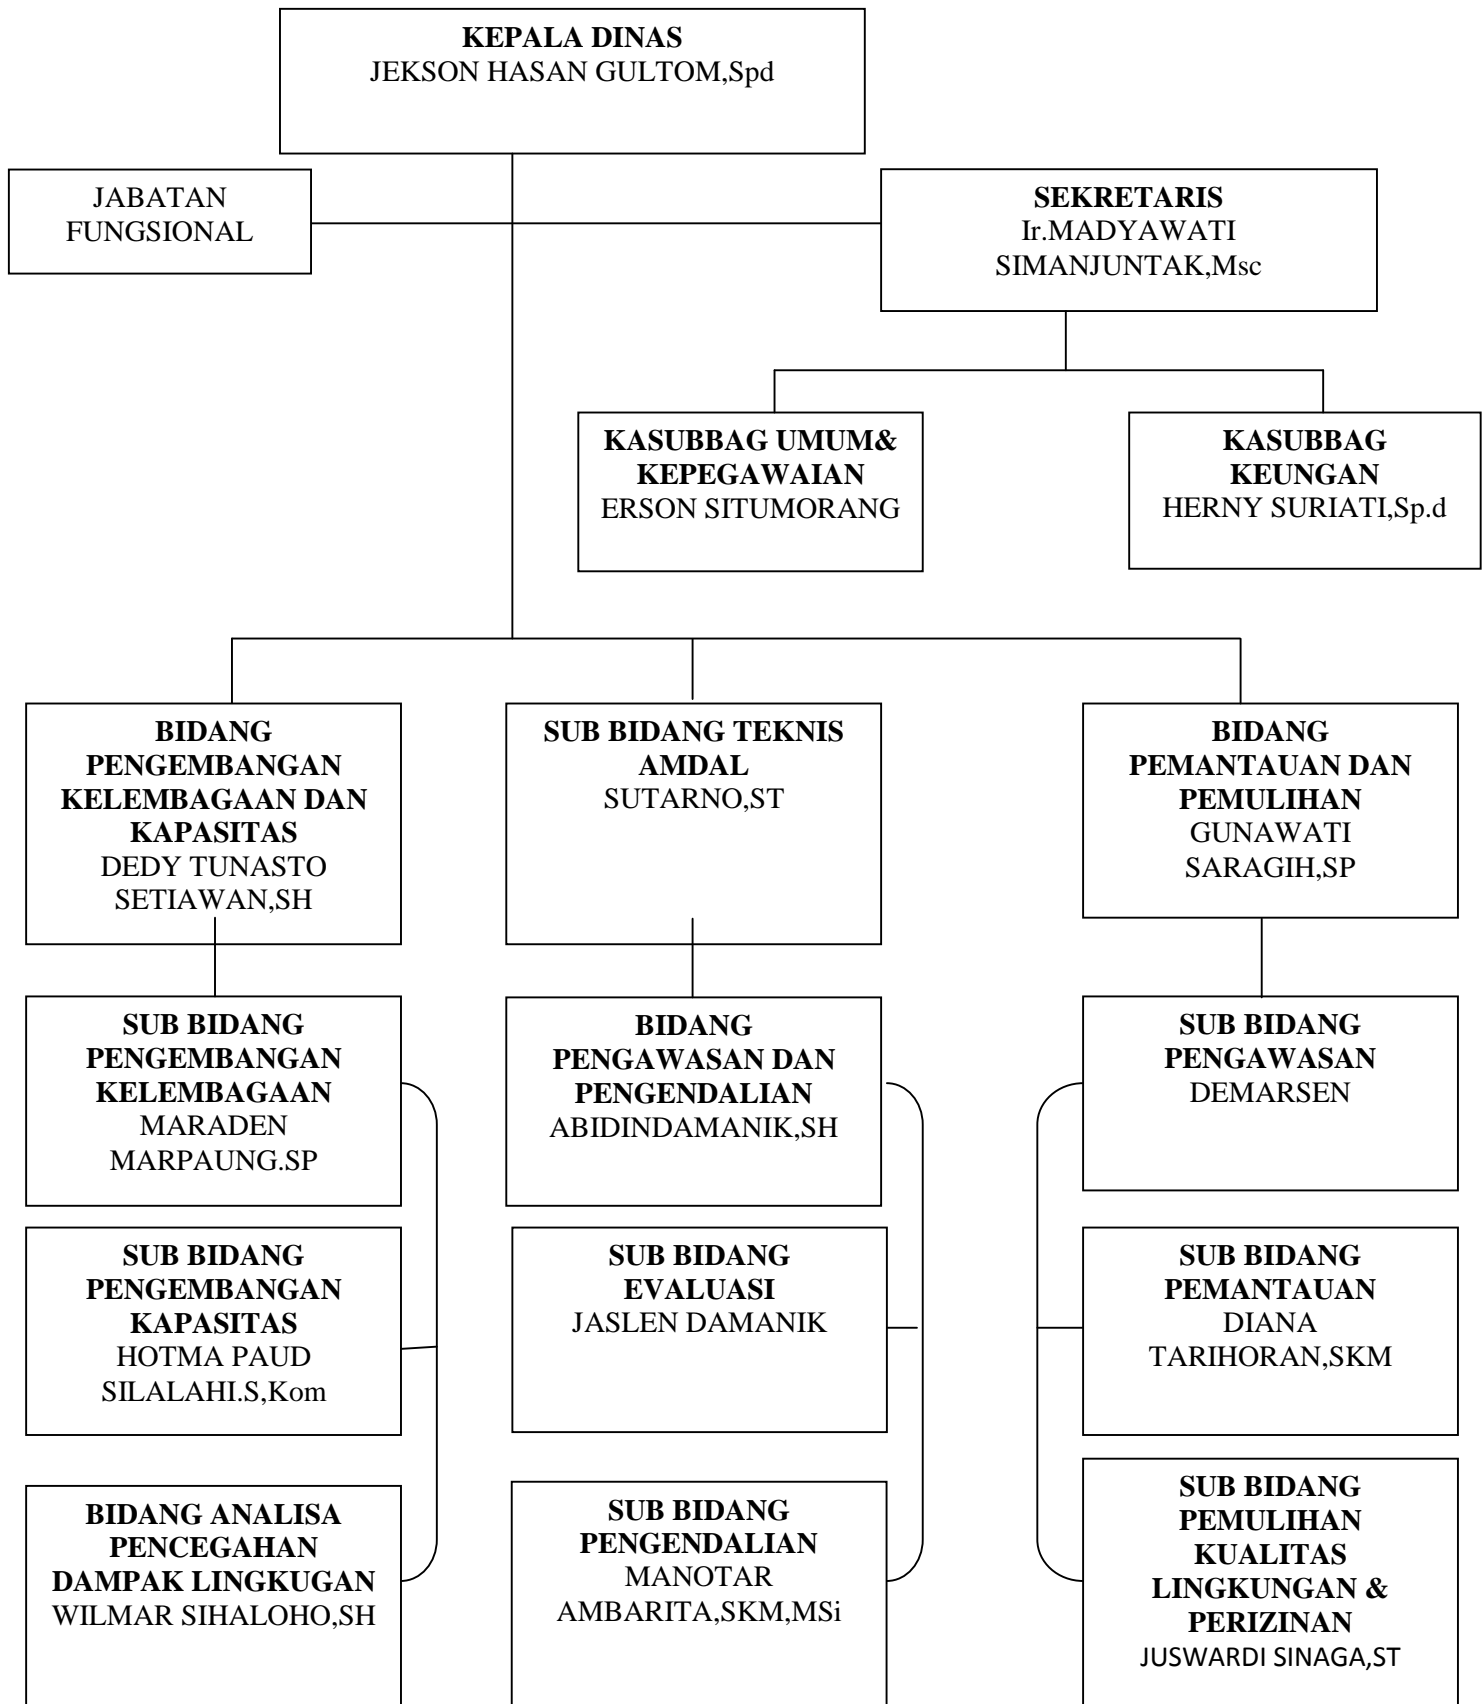 KEPALA DINAS
JEKSON HASAN GULTOM,Spd
JABATAN
FUNGSIONAL
SEKRETARIS
Ir.MADYAWATI
SIMANJUNTAK,Msc
KASUBBAG UMUM&
KEPEGAWAIAN
ERSON SITUMORANG
KASUBBAG
KEUNGAN
HERNY SURIATI,Sp.d
BIDANG
PENGEMBANGAN
KELEMBAGAAN DAN
KAPASITAS
DEDY TUNASTO
SETIAWAN,SH
SUB BIDANG TEKNIS
AMDAL
SUTARNO,ST
BIDANG
PEMANTAUAN DAN
PEMULIHAN
GUNAWATI
SARAGIH,SP
SUB BIDANG
PENGEMBANGAN
KELEMBAGAAN
MARADEN
MARPAUNG.SP
BIDANG
PENGAWASAN DAN
PENGENDALIAN
ABIDINDAMANIK,SH
SUB BIDANG
PENGAWASAN
DEMARSEN
SUB BIDANG
PENGEMBANGAN
KAPASITAS
HOTMA PAUD
SILALAHI.S,Kom
SUB BIDANG
EVALUASI
JASLEN DAMANIK
SUB BIDANG
PEMANTAUAN
DIANA
TARIHORAN,SKM
BIDANG ANALISA
PENCEGAHAN
DAMPAK LINGKUGAN
WILMAR SIHALOHO,SH
SUB BIDANG
PENGENDALIAN
MANOTAR
AMBARITA,SKM,MSi
SUB BIDANG
PEMULIHAN
KUALITAS
LINGKUNGAN &
PERIZINAN
JUSWARDI SINAGA,ST